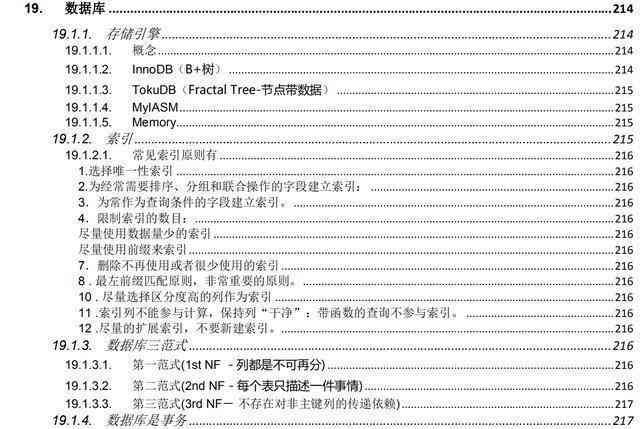 19. 数据库 214
19.1.1. 存储引擎 214
19.1.1.1. 概念 214
19.1.1.2. InnoDB（B+树） 214
19.1.1.3. TokuDB（Fractal Tree-节点带数据） 215
19.1.1.4. MyIASM 215
19.1.1.5. Memory 215
19.1.2. 索引 215
19.1.2.1. 常见索引原则有 216
1.选择唯一性索引 216
2.为经常需要排序、分组和联合操作的字段建立索引： 216
3．为常作为查询条件的字段建立索引。 216
4．限制索引的数目： 216
尽量使用数据量少的索引 216
尽量使用前缀来索引 216
7．删除不再使用或者很少使用的索引 216
8．最左前缀匹配原则，非常重要的原则。 216
10．尽量选择区分度高的列作为索引 216
11.索引列不能参与计算，保持列“干净”：带函数的查询不参与索引。 216
12.尽量的扩展索引，不要新建索引。 216
19.1.3. 数据库三范式 216
19.1.3.1. 第一范式(1st NF －列都是不可再分) 216
19.1.3.2. 第二范式(2nd NF－每个表只描述一件事情) 216
19.1.3.3. 第三范式(3rd NF－ 不存在对非主键列的传递依赖) 217
19.1.4. 数据库是事务 217